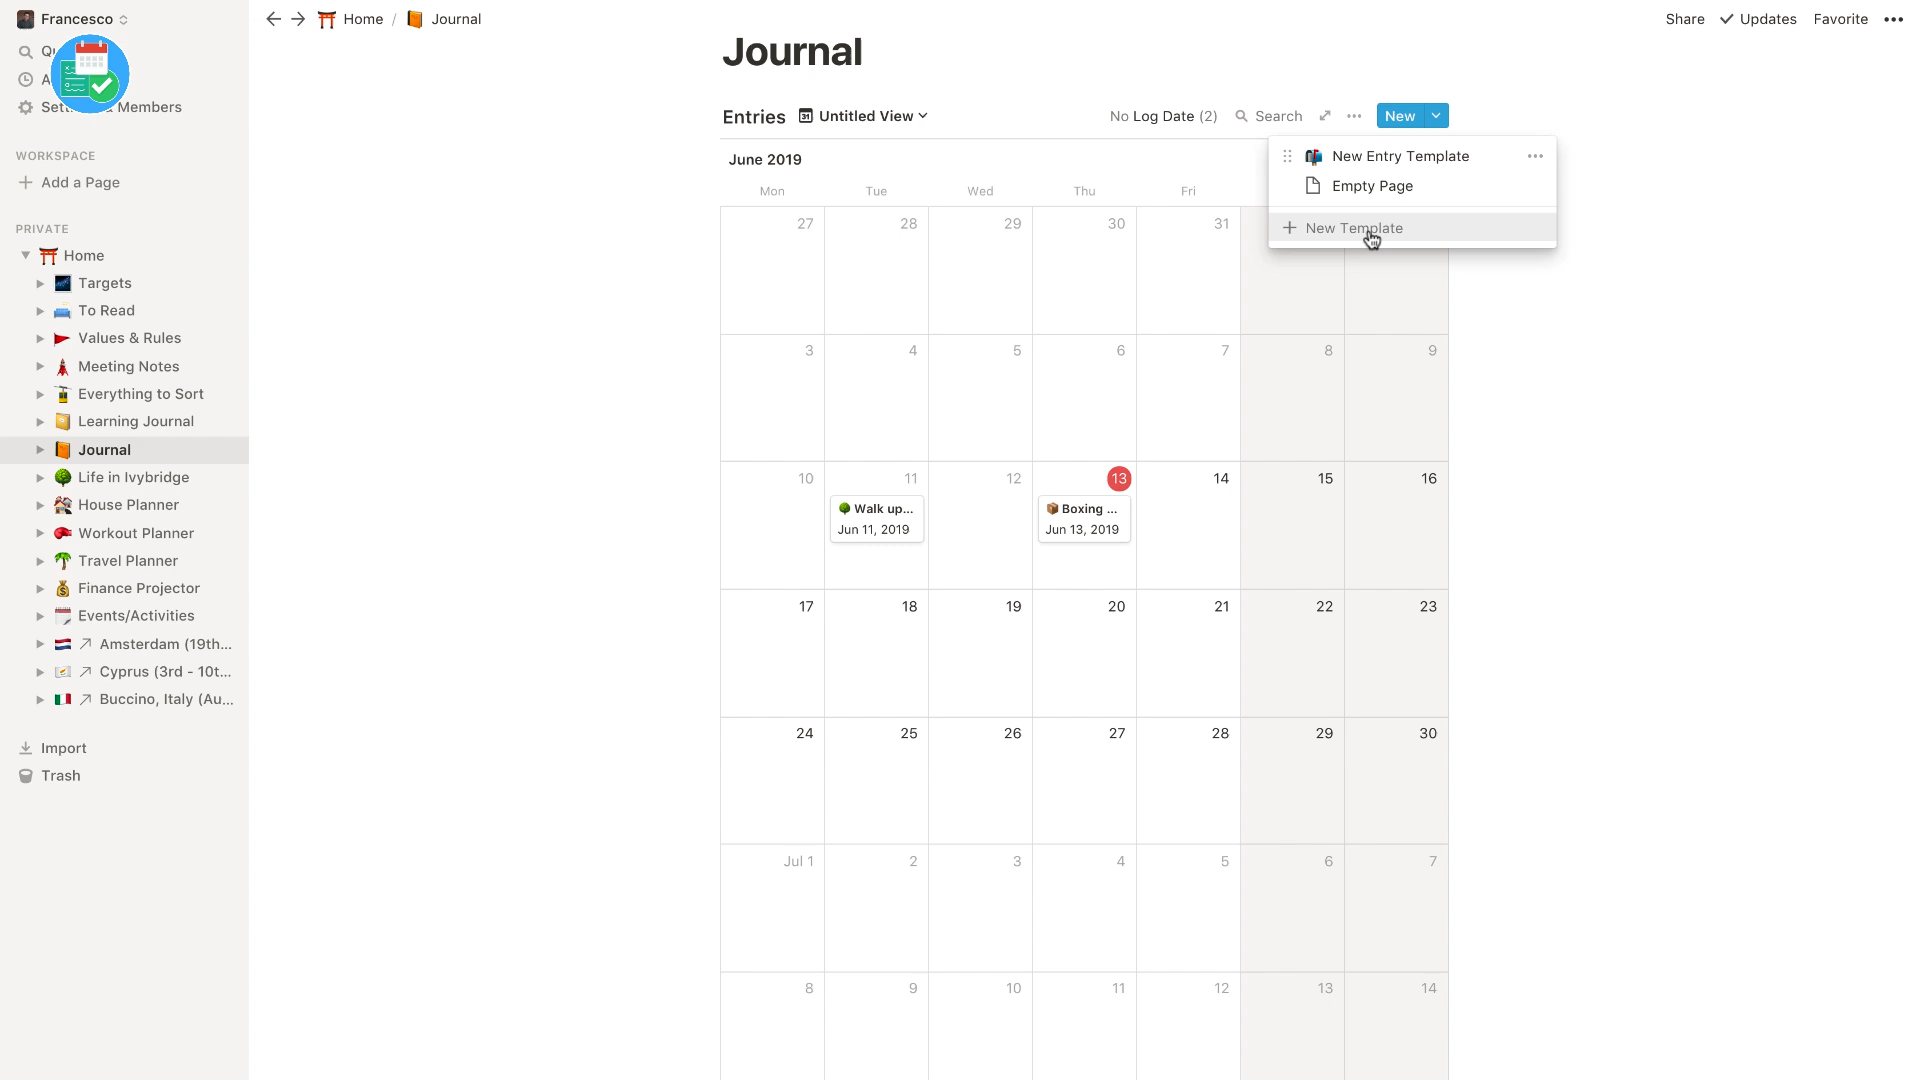 Francesco
Home / Journal
Share Updates Favorite
Members
WORKSPACE
Add a Page
PRIVATE
Home
Targets
To Read
Values & Rules
Meeting Notes
Everything to Sort
Learning Journal
Journal
Life in Ivybridge
House Planner
Workout Planner
Travel Planner
Finance Projector
Events/Activities
Amsterdam (19th...
Cyprus (3rd - 10t...
Buccino, Italy (Au...
Import
Trash
Journal
Entries 31 Untitled View No Log Date (2) Search New
New Entry Template
Empty Page
New Template
June 2019
Mon Tue Wed Thu Fri
27 28 29 30 31
3 4 5 6 7 8 9
10 11 12 13 14 15 16
Walk up... Boxing ...
Jun 11, 2019 Jun 13, 2019
17 18 19 20 21 22 23
24 25 26 27 28 29 30
Jul 1 2 3 4 5 6 7
8 9 10 11 12 13 14